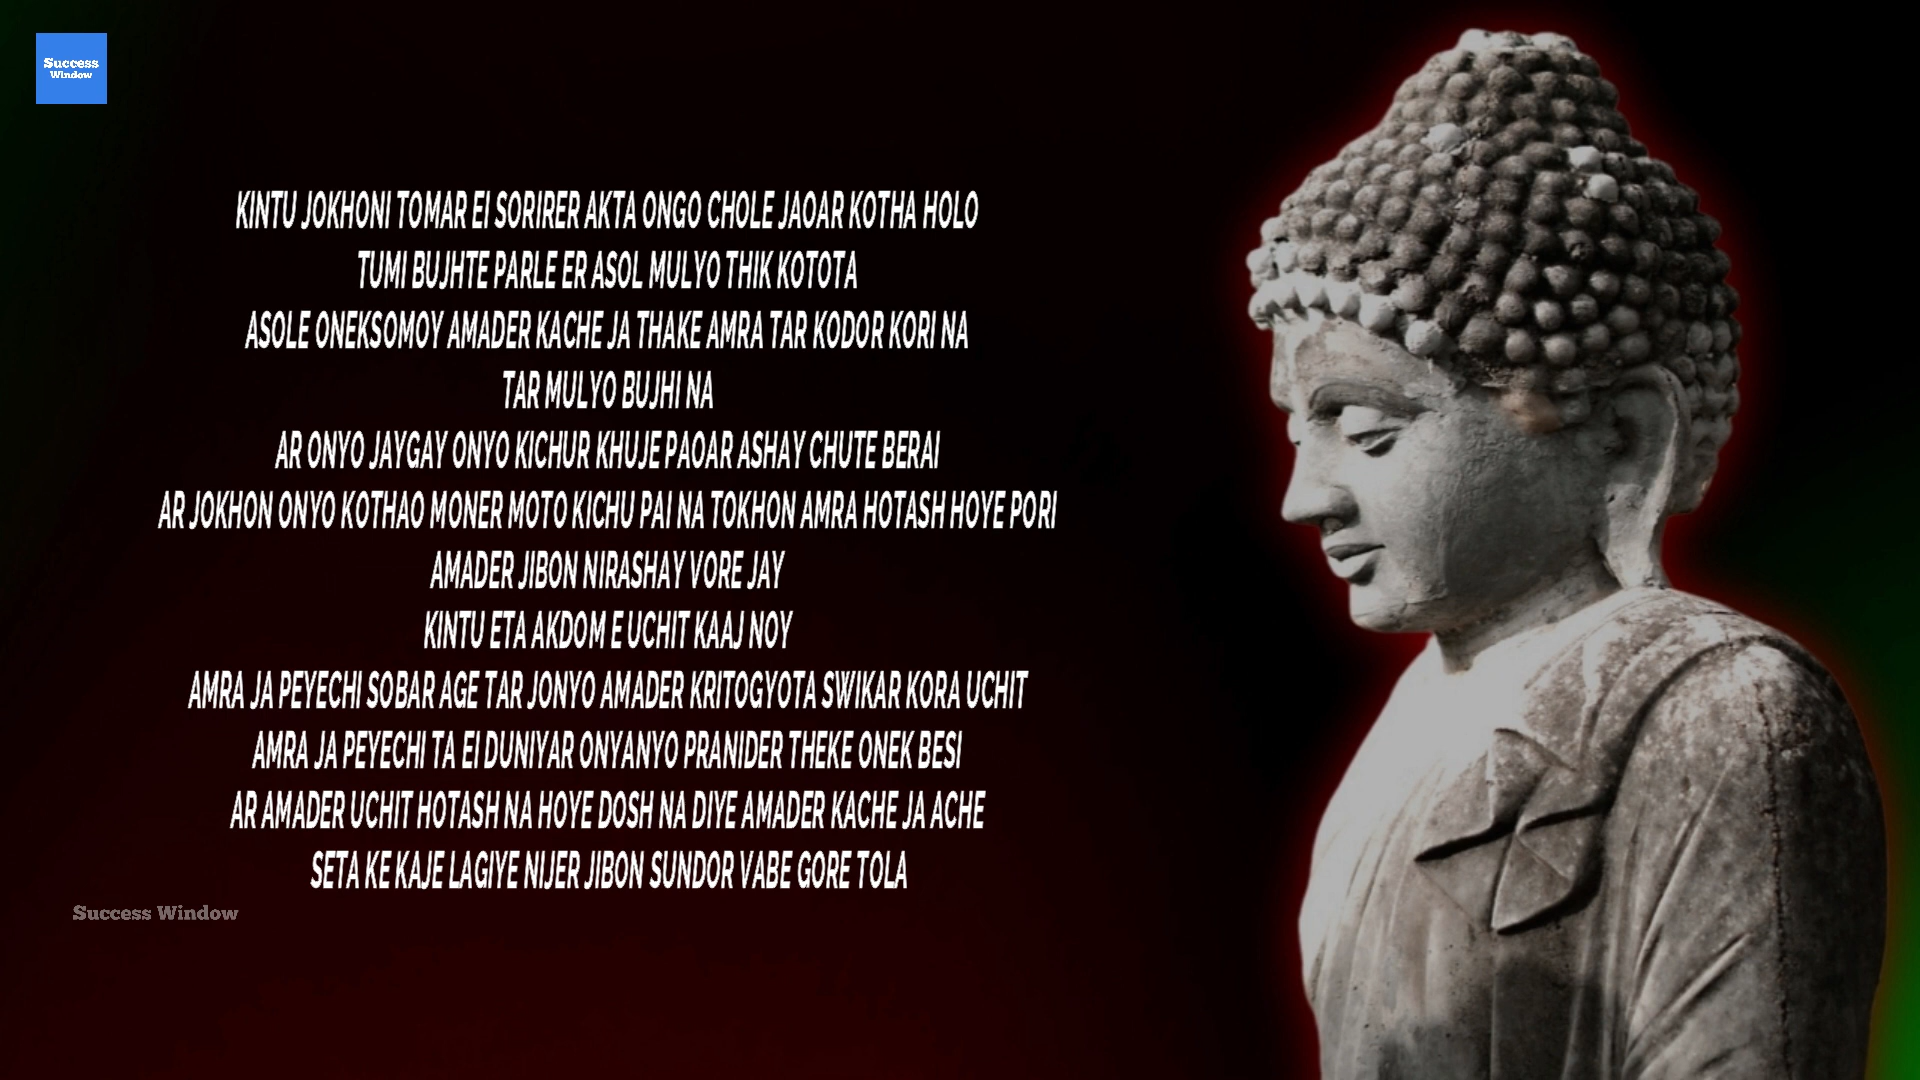 Success
Window
KINTU JOKHONI TOMAR EI SORIRER AKTA ONGO CHOLE JAOAR KOTHA HOLO
TUMI BUJHTE PARLE ER ASOL MULYO THIK KOTOTA
ASOLE ONEKSOMOY AMADER KACHE JA THAKE AMRA TAR KODOR KORI NA
TAR MULYO BUJHI NA
AR ONYO JAYGAY ONYO KICHUR KHUJE PAOAR ASHAY CHUTE BERAI
AR JOKHON ONYO KOTHAO MONER MOTO KICHU PAI NA TOKHON AMRA HOTASH HOYE PORI
AMADER JIBON NIRASHAY VORE JAY
KINTU ETA AKDOM E UCHIT KAAJ NOY
AMRA JA PEYECHI SOBAR AGE TAR JONYO AMADER KRITOGYOTA SWIKAR KORA UCHIT
AMRA JA PEYECHI TA EI DUNIYAR ONYANYO PRANIDER THEKE ONEK BESI
AR AMADER UCHIT HOTASH NA HOYE DOSH NA DIYE AMADER KACHE JA ACHE
SETA KE KAJE LAGIYE NIJER JIBON SUNDOR VABE GORE TOLA
Success Window